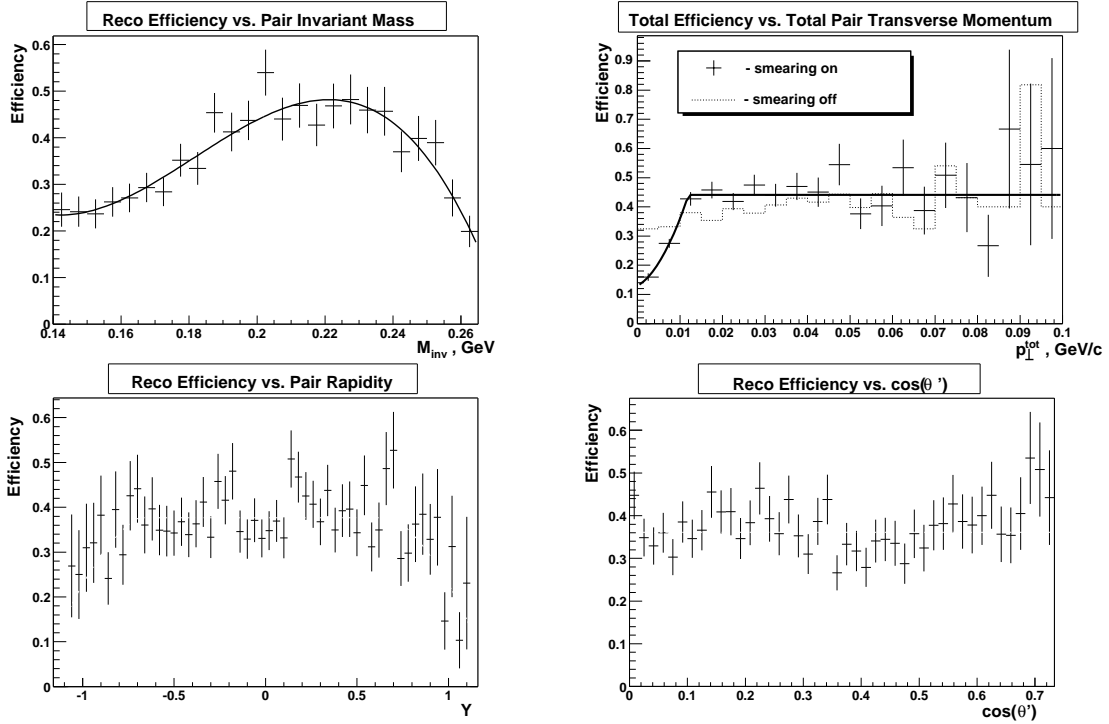 Reco Efficiency vs. Pair Invariant Mass
Efficiency
0.6
0.5
0.4
0.3
0.2
0.1
0
0.14 0.16 0.18 0.2 0.22 0.24 0.26
M_inv , GeV
Total Efficiency vs. Total Pair Transverse Momentum
Efficiency
- smearing on
- smearing off
0.9
0.8
0.7
0.6
0.5
0.4
0.3
0.2
0.1
0
0 0.01 0.02 0.03 0.04 0.05 0.06 0.07 0.08 0.09 0.1
p_⊥^tot , GeV/c
Reco Efficiency vs. Pair Rapidity
Efficiency
0.6
0.5
0.4
0.3
0.2
0.1
0
-1 -0.5 0 0.5 1
Y
Reco Efficiency vs. cos(θ')
Efficiency
0.6
0.5
0.4
0.3
0.2
0.1
0
0 0.1 0.2 0.3 0.4 0.5 0.6 0.7
cos(θ')